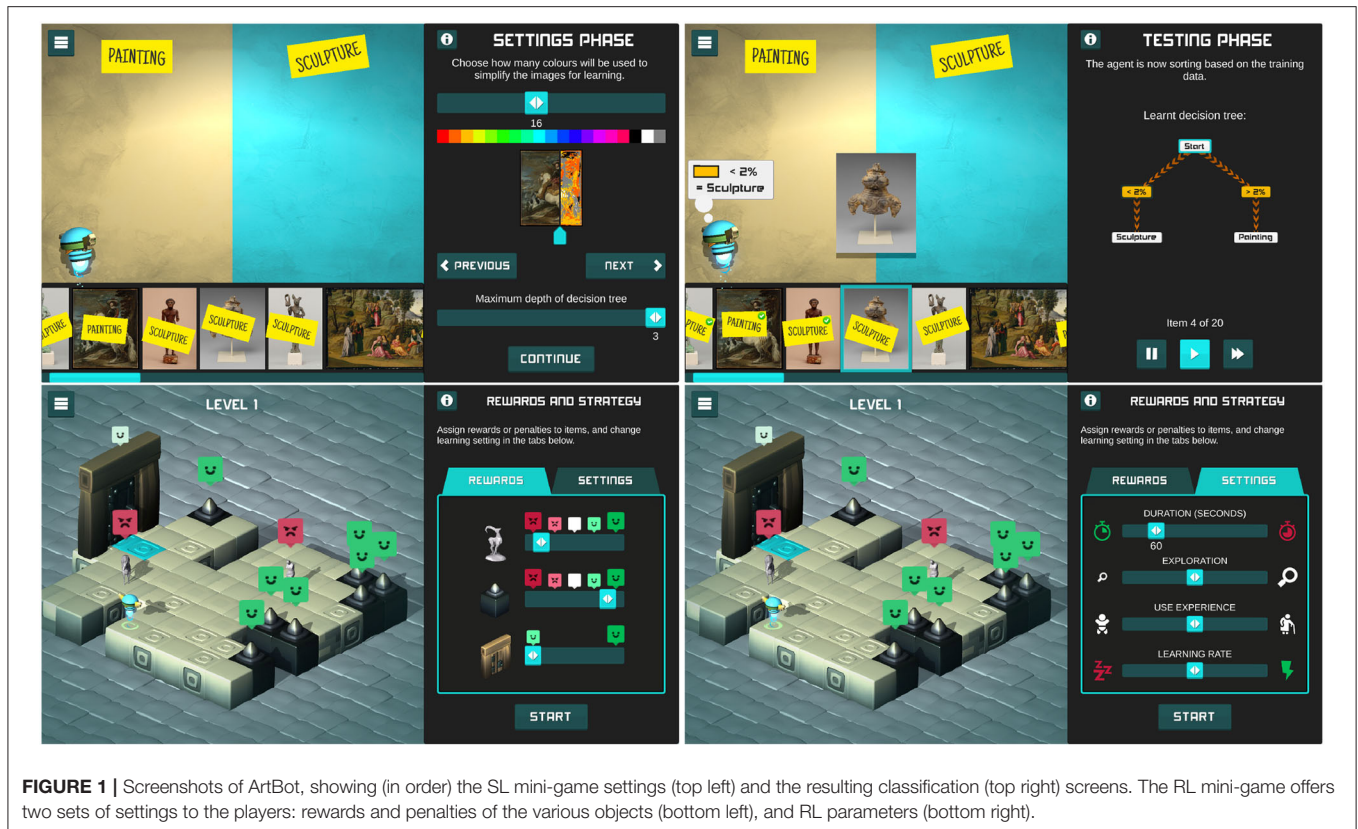 PAINTING
SCULPTURE
SETTINGS PHASE
Choose how many colours will be used to
simplify the images for learning.
16
PREVIOUS
NEXT
Maximum depth of decision tree
3
CONTINUE
PTURE
PAINTING
SCULPTURE
SCULPTURE
SCULPTURE
PAINTING
SCULPTURE
TESTING PHASE
The agent is now sorting based on the training
data.
Learnt decision tree:
Start
< 2%
> 2%
Sculpture
Painting
< 2%
= Sculpture
Item 4 of 20
PTURE
PAINTING
SCULPTURE
SCULPTURE
SCULPTURE
LEVEL 1
REWARDS AND STRATEGY
Assign rewards or penalties to items, and change
learning setting in the tabs below.
REWARDS
SETTINGS
START
LEVEL 1
REWARDS AND STRATEGY
Assign rewards or penalties to items, and change
learning setting in the tabs below.
REWARDS
SETTINGS
DURATION (SECONDS)
60
EXPLORATION
USE EXPERIENCE
LEARNING RATE
zzz
START
FIGURE 1 | Screenshots of ArtBot, showing (in order) the SL mini-game settings (top left) and the resulting classification (top right) screens. The RL mini-game offers
two sets of settings to the players: rewards and penalties of the various objects (bottom left), and RL parameters (bottom right).